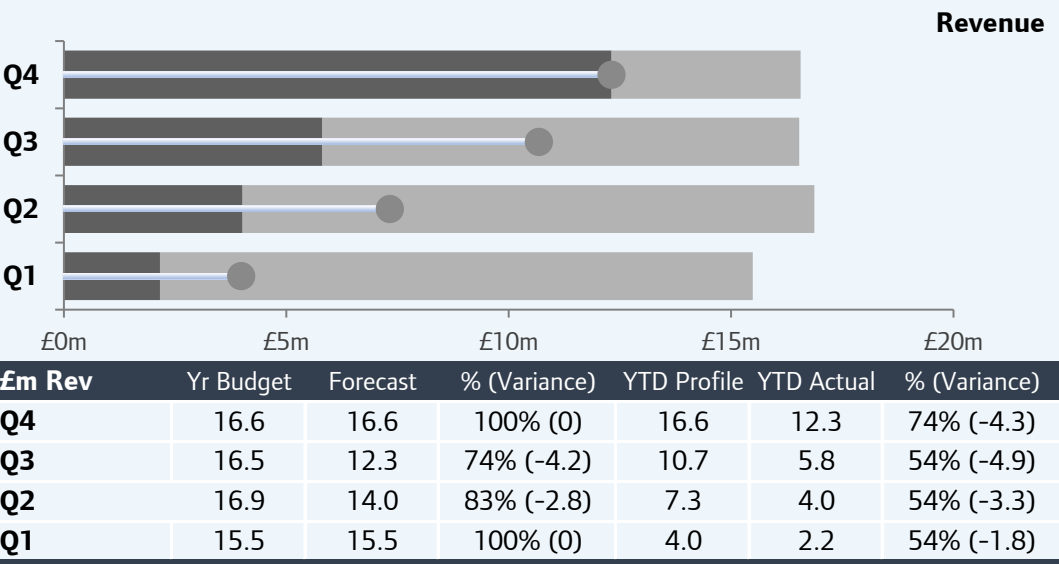 Revenue
Q4
Q3
Q2
Q1
£0m £5m £10m £15m £20m
£m Rev Yr Budget Forecast % (Variance) YTD Profile YTD Actual % (Variance)
Q4 16.6 16.6 100% (0) 16.6 12.3 74% (-4.3)
Q3 16.5 12.3 74% (-4.2) 10.7 5.8 54% (-4.9)
Q2 16.9 14.0 83% (-2.8) 7.3 4.0 54% (-3.3)
Q1 15.5 15.5 100% (0) 4.0 2.2 54% (-1.8)